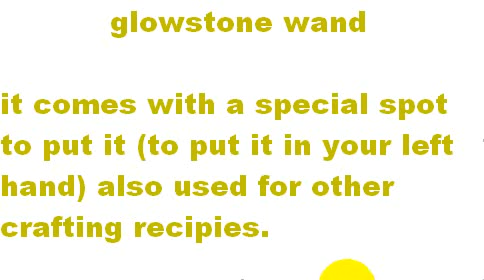 glowstone wand
it comes with a special spot
to put it (to put it in your left
hand) also used for other
crafting recipies.